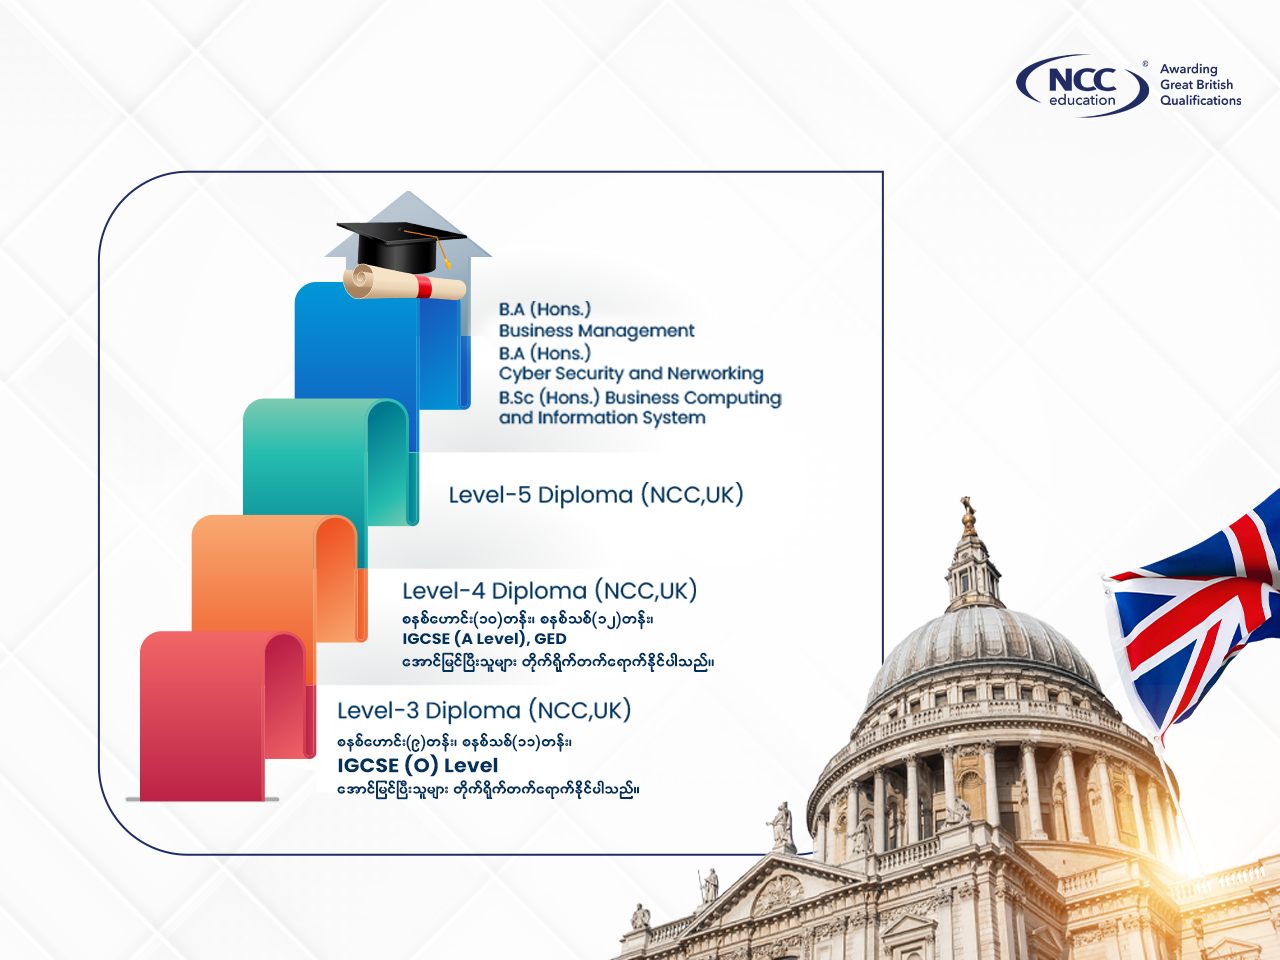 NCC
education
®
Awarding
Great British
Qualifications
B.A (Hons.)
Business Management
B.A (Hons.)
Cyber Security and Nerworking
B.Sc (Hons.) Business Computing
and Information System
Level-5 Diploma (NCC,UK)
Level-4 Diploma (NCC,UK)
စနစ်ဟောင်း(၁၀)တန်း၊ စနစ်သစ်(၁၂)တန်း၊
IGCSE (A Level), GED
အောင်မြင်ပြီးသူများ တိုက်ရိုက်တက်ရောက်နိုင်ပါသည်။
Level-3 Diploma (NCC,UK)
စနစ်ဟောင်း(၉)တန်း၊ စနစ်သစ်(၁၁)တန်း၊
IGCSE (O) Level
အောင်မြင်ပြီးသူများ တိုက်ရိုက်တက်ရောက်နိုင်ပါသည်။